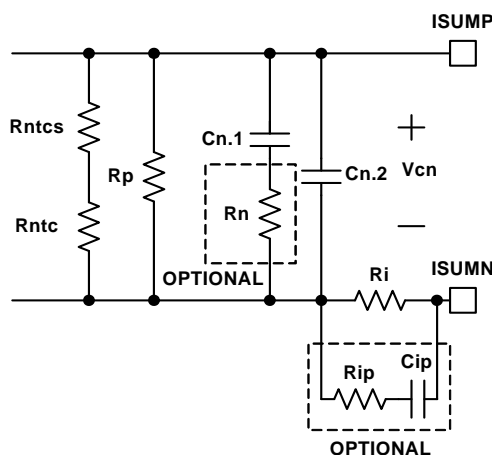 ISUMP
Rntcs
Cn.1
+
Rp
Cn.2
Vcn
Rntc
Rn
—
OPTIONAL
Ri
ISUMN
Rip
Cip
OPTIONAL